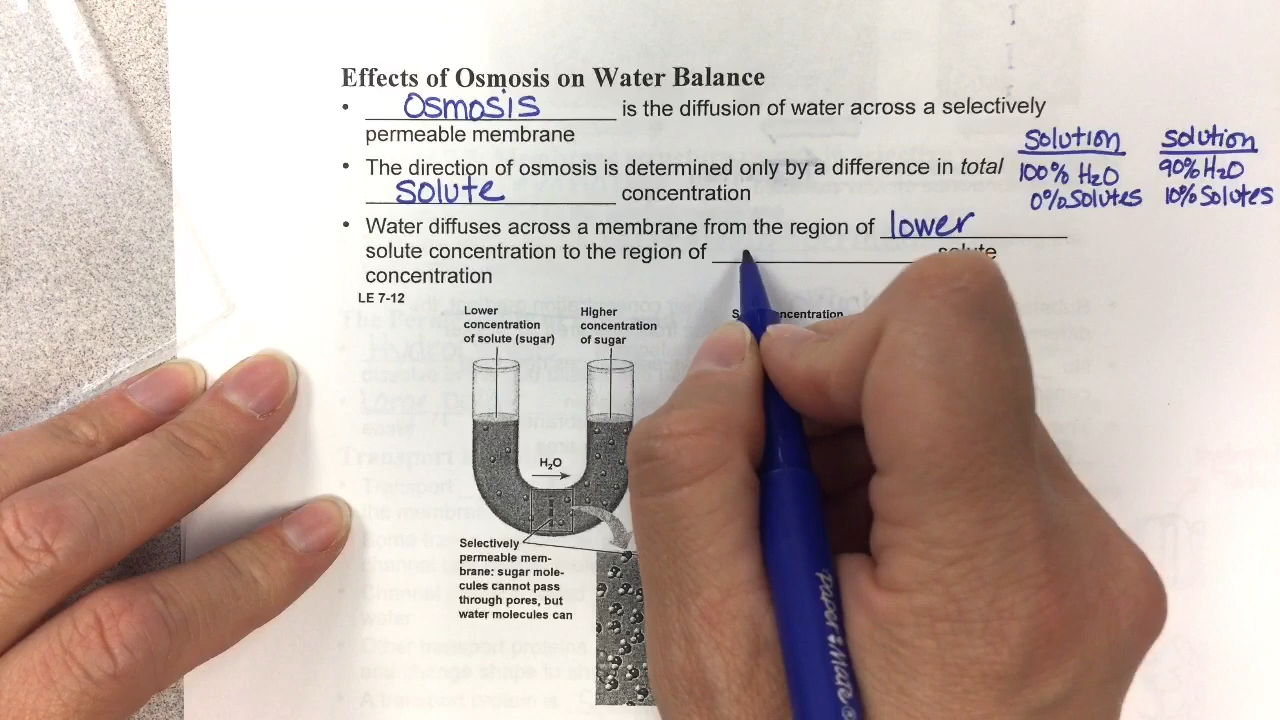 Effects of Osmosis on Water Balance
• Osmosis is the diffusion of water across a selectively
permeable membrane
• The direction of osmosis is determined only by a difference in total
solute concentration
solution solution
100% H2O 90% H2O
0% Solutes 10% Solutes
• Water diffuses across a membrane from the region of lower
solute concentration to the region of solute
concentration
LE 7-12
Lower
concentration
of solute (sugar)
Higher
concentration
of sugar
H2O
Selectively
permeable mem-
brane: sugar mole-
cules cannot pass
through pores, but
water molecules can
paper mate